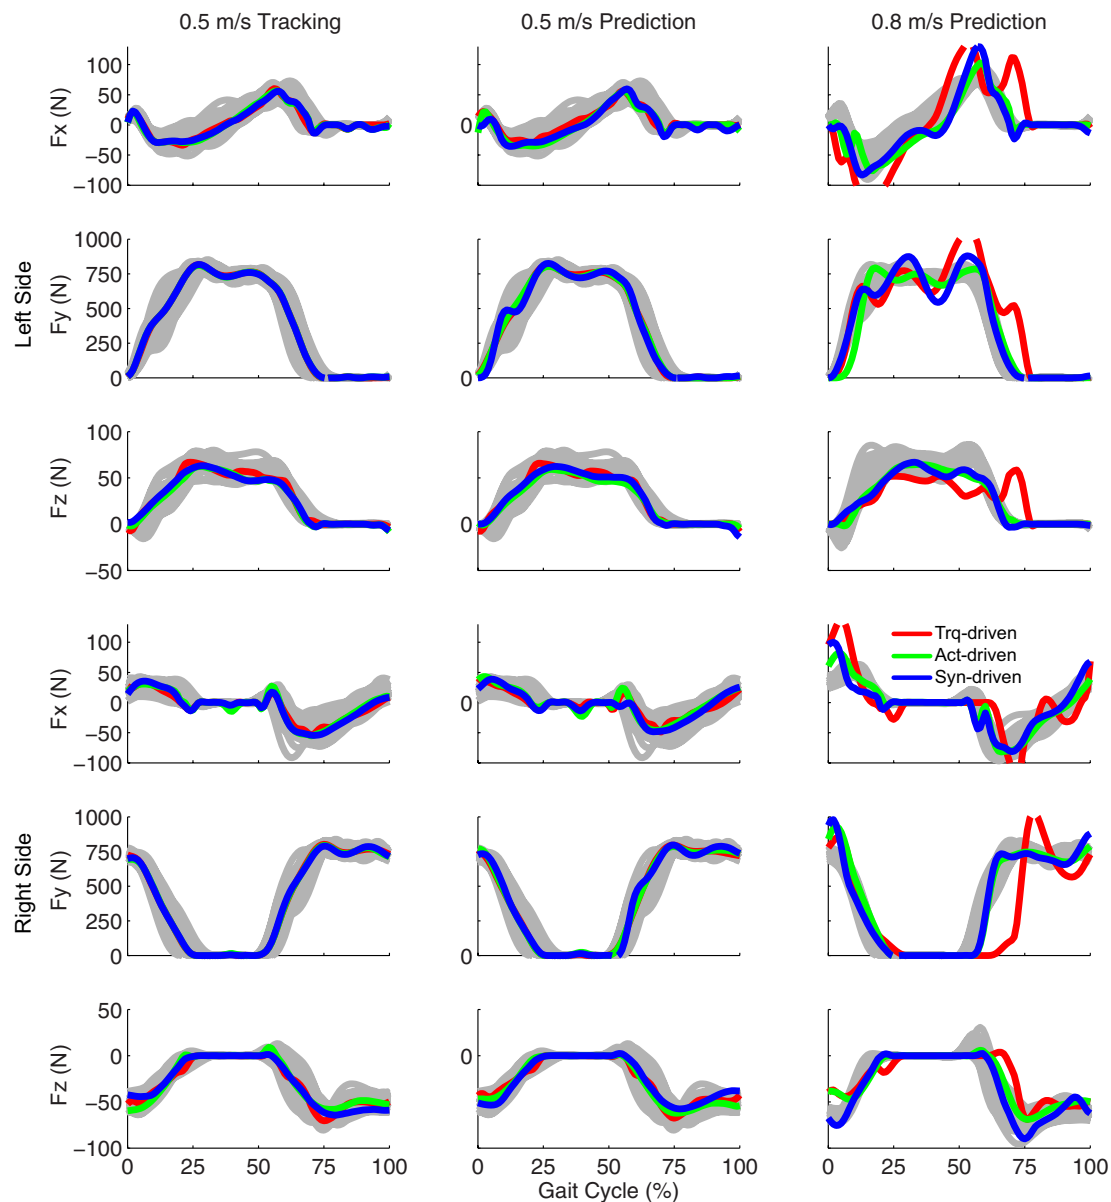 0.5 m/s Tracking 0.5 m/s Prediction 0.8 m/s Prediction
Left Side
Fx (N)
100
50
0
−50
−100
0
Fy (N)
1000
750
500
250
0
0
Fz (N)
100
50
0
−50
Right Side
Fx (N)
100
50
0
−50
−100
0
Trq-driven
Act-driven
Syn-driven
Fy (N)
1000
750
500
250
0
0
Fz (N)
50
0
−50
−100
0
0 25 50 75 100
0 25 50 75 100
0 25 50 75 100
Gait Cycle (%)